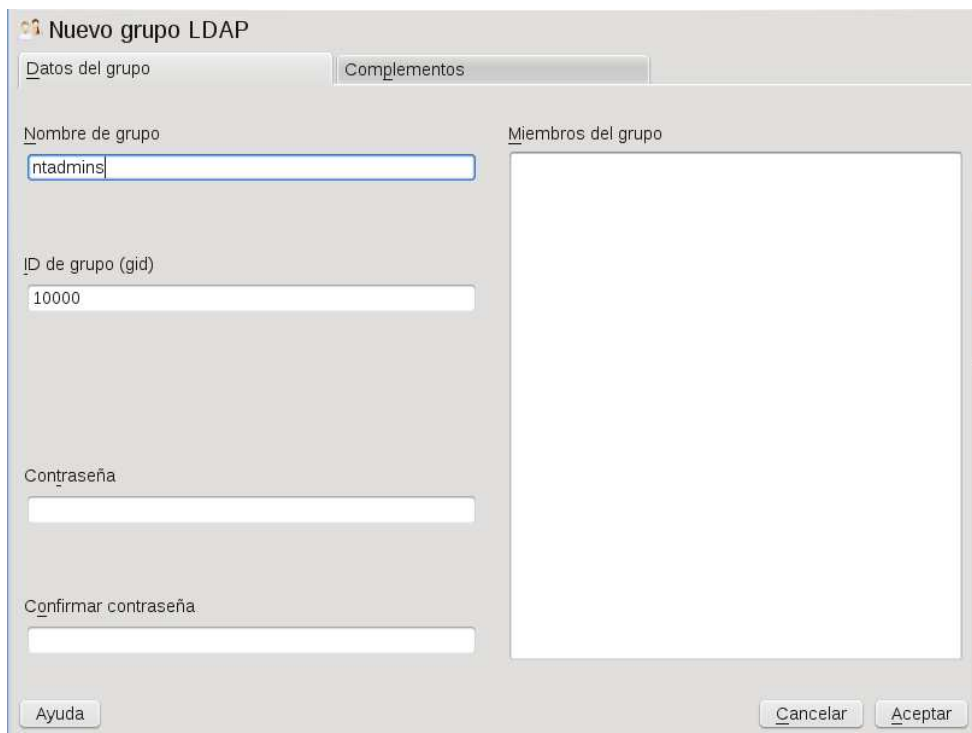 Nuevo grupo LDAP
Datos del grupo
Complementos
Nombre de grupo
ntadmins
Miembros del grupo
ID de grupo (gid)
10000
Contraseña
Confirmar contraseña
Ayuda
Cancelar
Aceptar